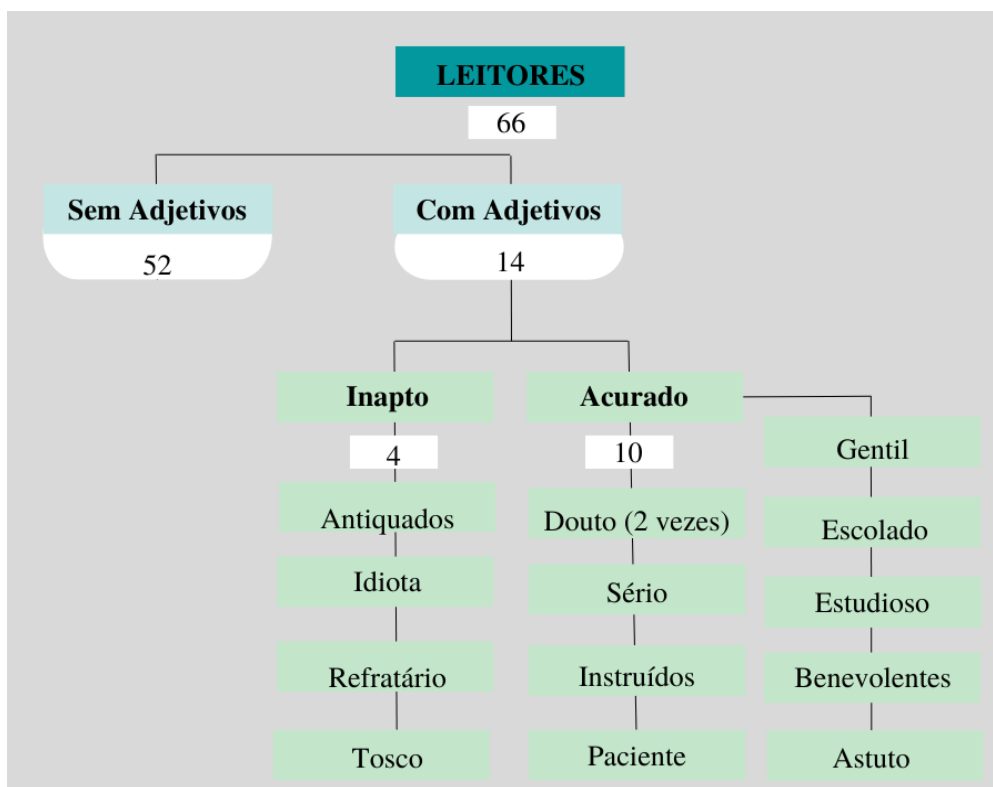 LEITORES
66
Sem Adjetivos
52
Com Adjetivos
14
Inapto
4
Antiquados
Idiota
Refratário
Tosco
Acurado
10
Douto (2 vezes)
Sério
Instruídos
Paciente
Gentil
Escolado
Estudioso
Benevolentes
Astuto